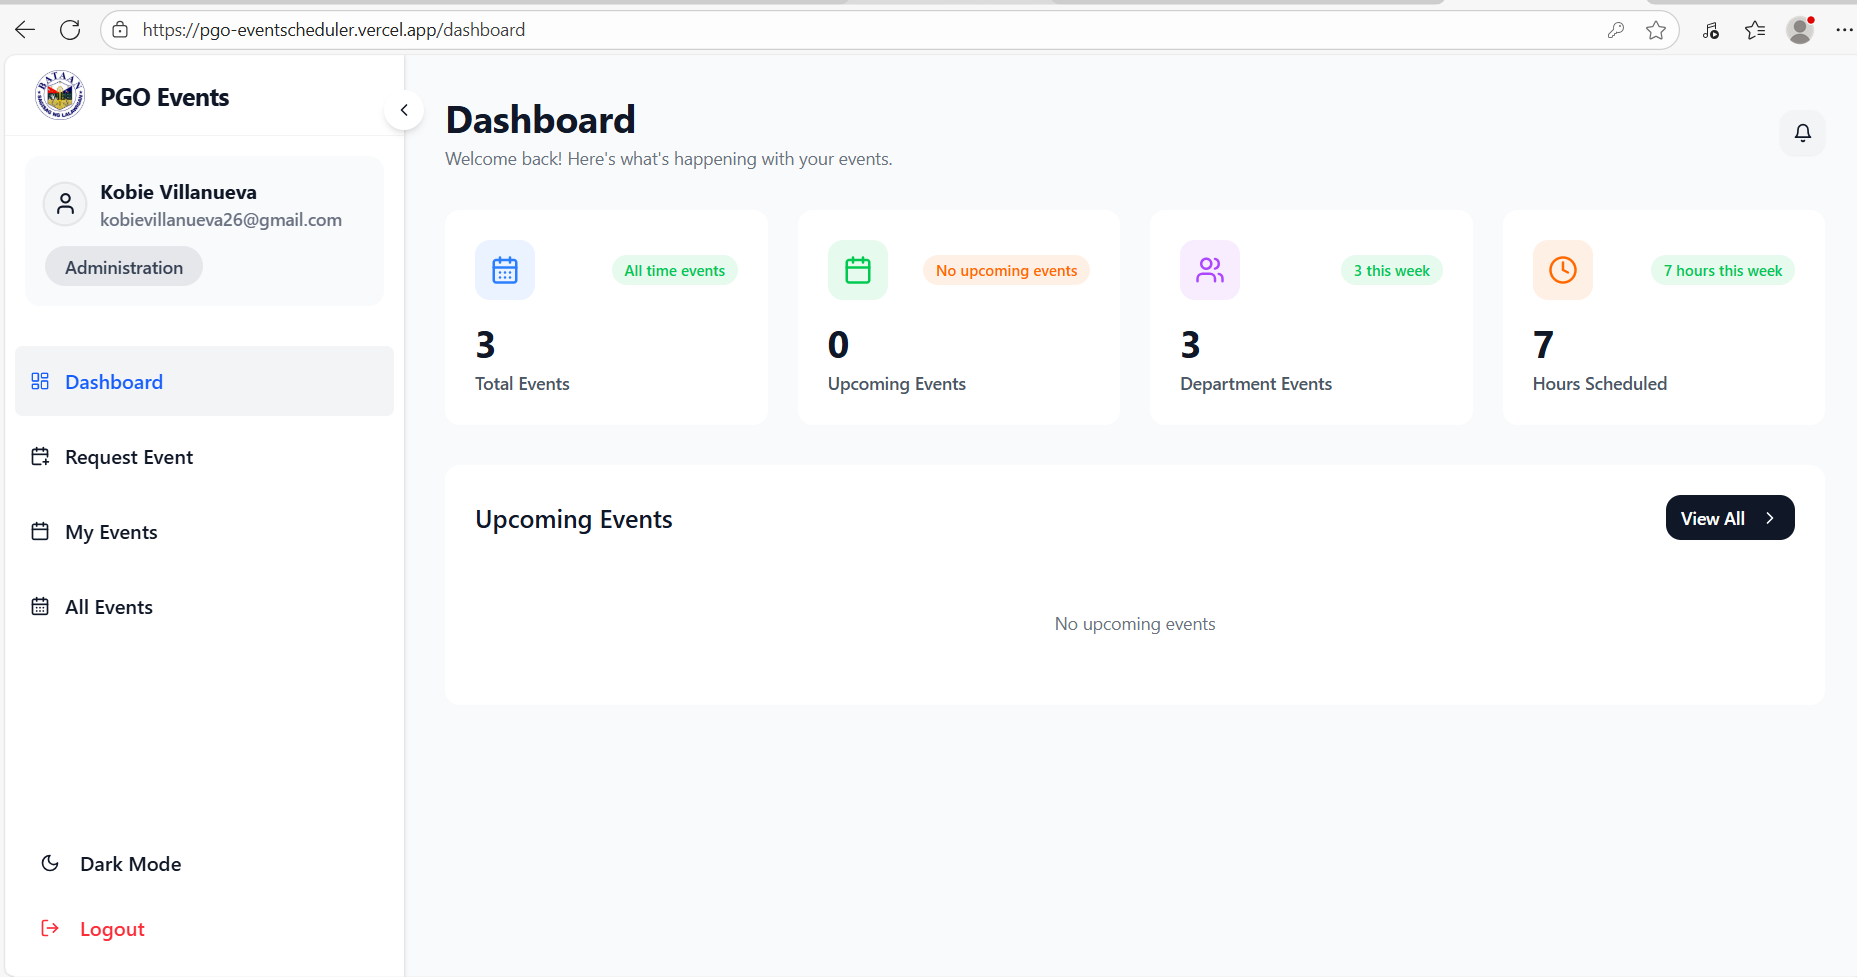 https://pgo-eventscheduler.vercel.app/dashboard
BATAAN
PGO Events
Kobie Villanueva
kobievillanueva26@gmail.com
Administration
Dashboard
Request Event
My Events
All Events
Dark Mode
Logout
Dashboard
Welcome back! Here's what's happening with your events.
All time events
3
Total Events
No upcoming events
0
Upcoming Events
3 this week
3
Department Events
7 hours this week
7
Hours Scheduled
Upcoming Events
View All
No upcoming events